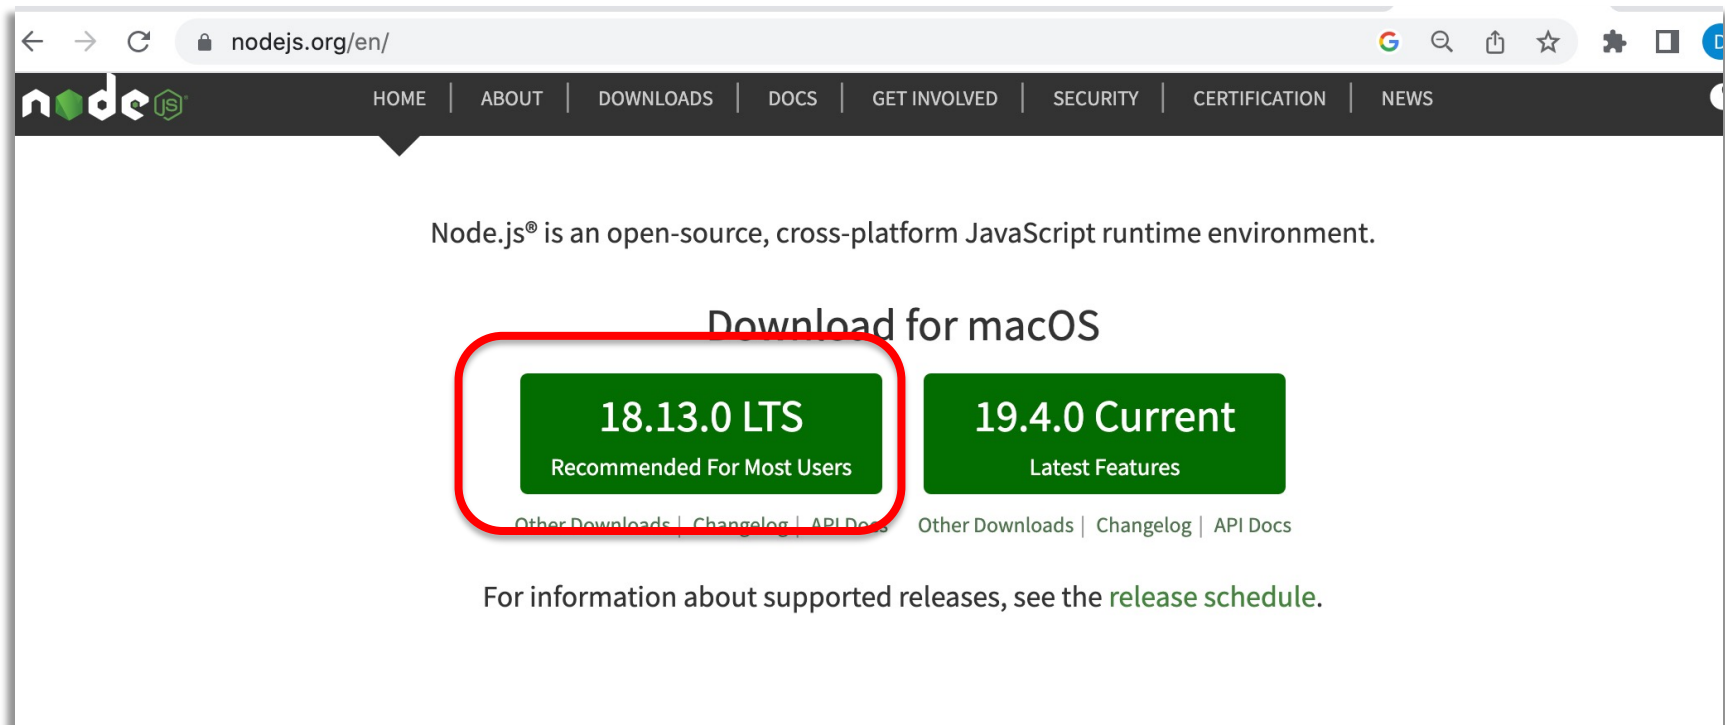 nodejs.org/en/
node JS
HOME | ABOUT | DOWNLOADS | DOCS | GET INVOLVED | SECURITY | CERTIFICATION | NEWS
Node.js® is an open-source, cross-platform JavaScript runtime environment.
Download for macOS
18.13.0 LTS
Recommended For Most Users
19.4.0 Current
Latest Features
Other Downloads | Changelog | API Docs
Other Downloads | Changelog | API Docs
For information about supported releases, see the release schedule.